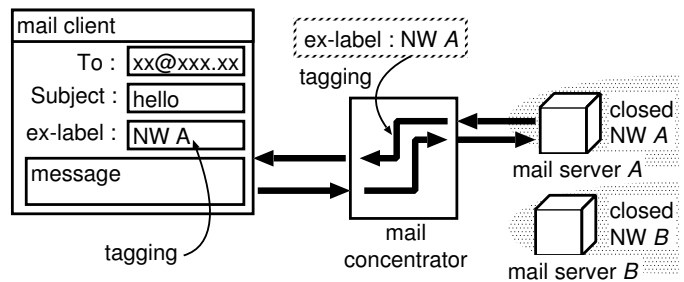 mail client
To : xx@xxx.xx
Subject : hello
ex-label : NW A
message
tagging
ex-label : NW A
tagging
mail
concentrator
closed
NW A
mail server A
closed
NW B
mail server B